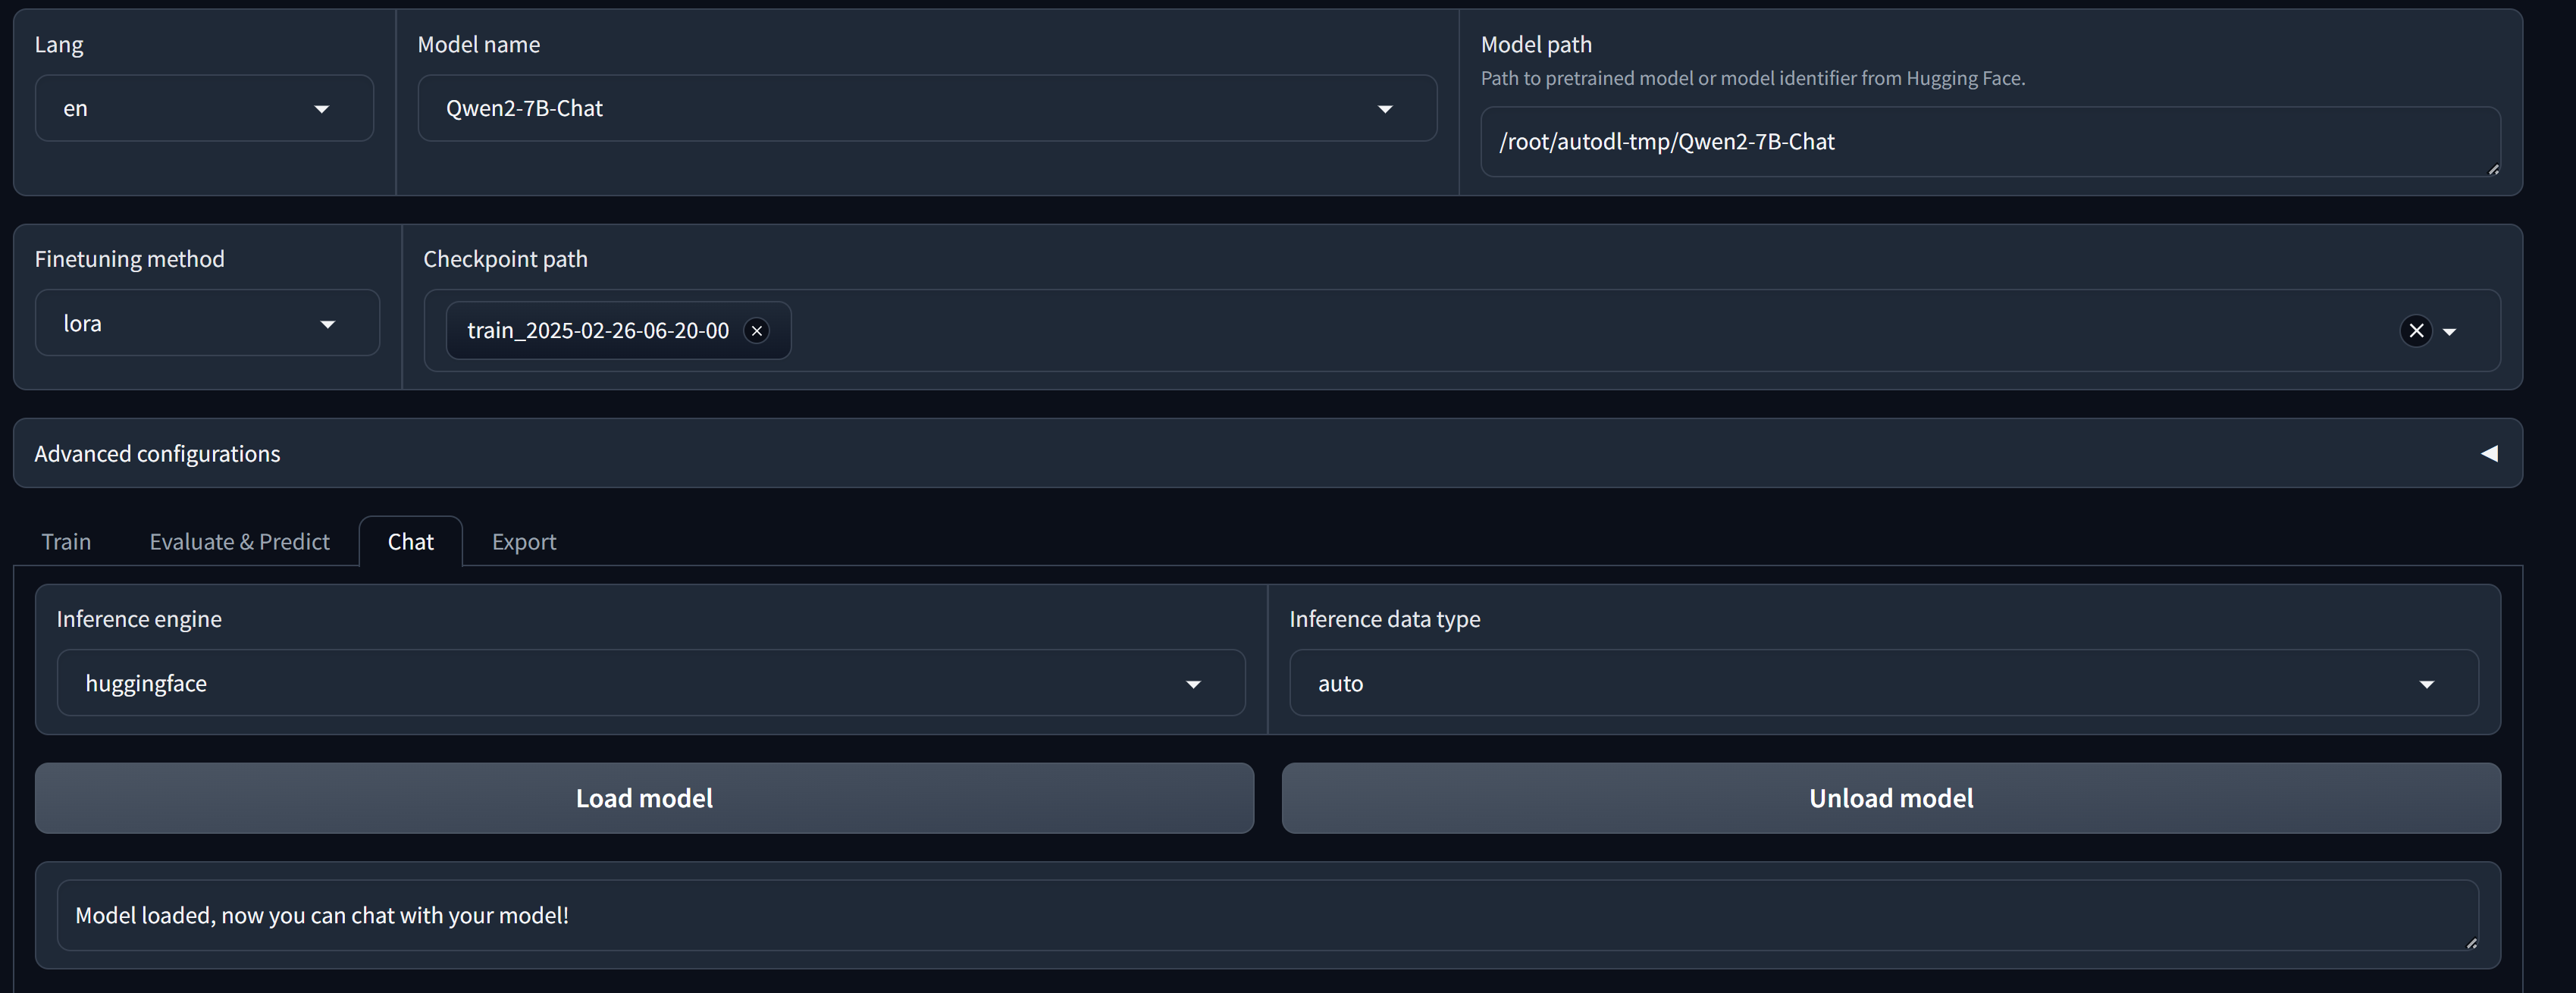 Lang
en
Model name
Qwen2-7B-Chat
Model path
Path to pretrained model or model identifier from Hugging Face.
/root/autodl-tmp/Qwen2-7B-Chat
Finetuning method
lora
Checkpoint path
train_2025-02-26-06-20-00
Advanced configurations
Train
Evaluate & Predict
Chat
Export
Inference engine
huggingface
Inference data type
auto
Load model
Unload model
Model loaded, now you can chat with your model!